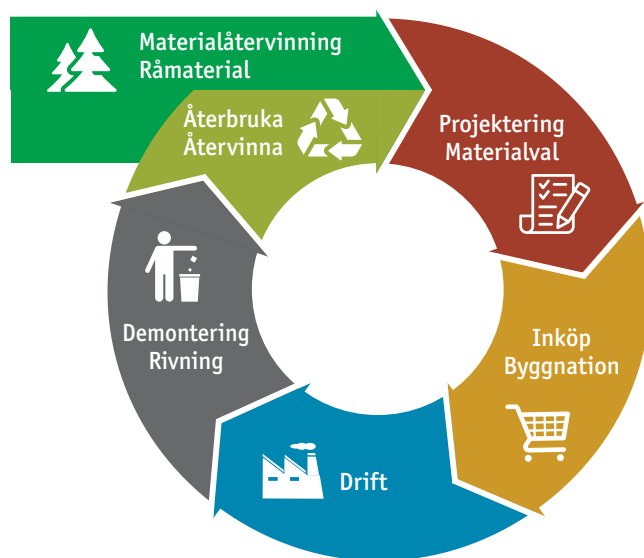 Materialåtervinning
Råmaterial
Återbruka
Återvinna
Projektering
Materialval
Inköp
Byggnation
Drift
Demontering
Rivning